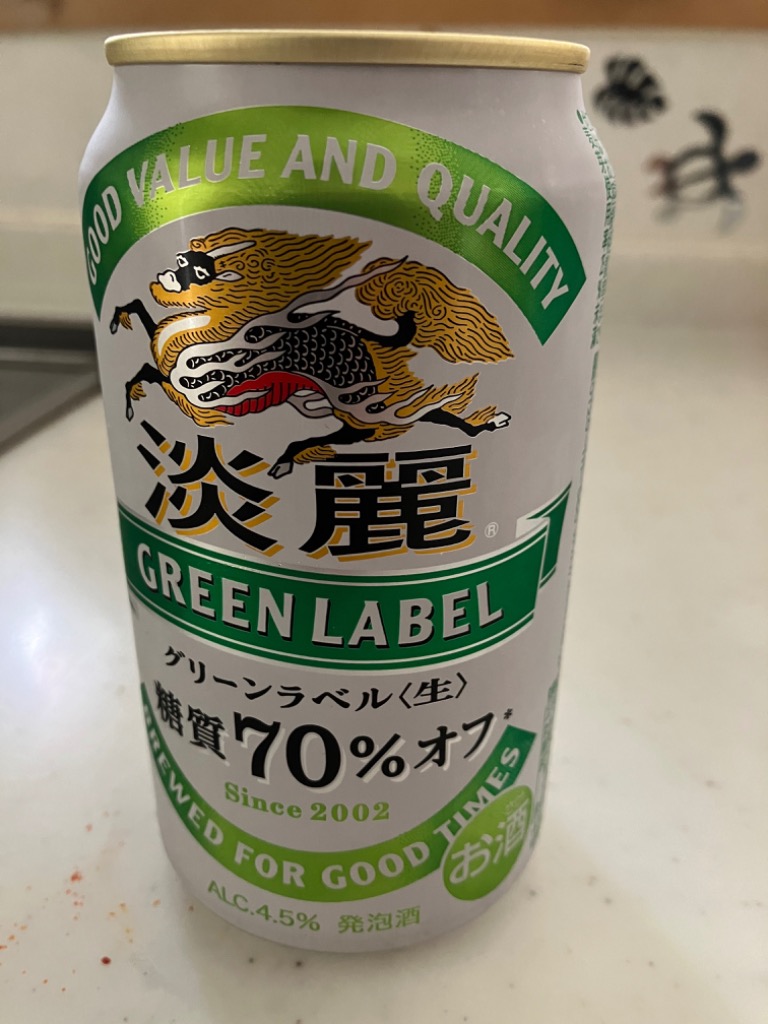 GOOD VALUE AND QUALITY
淡麗®
GREEN LABEL
グリーンラベル〈生〉
糖質70%オフ*
Since 2002
BREWED FOR GOOD TIMES
お酒
ALC.4.5% 発泡酒